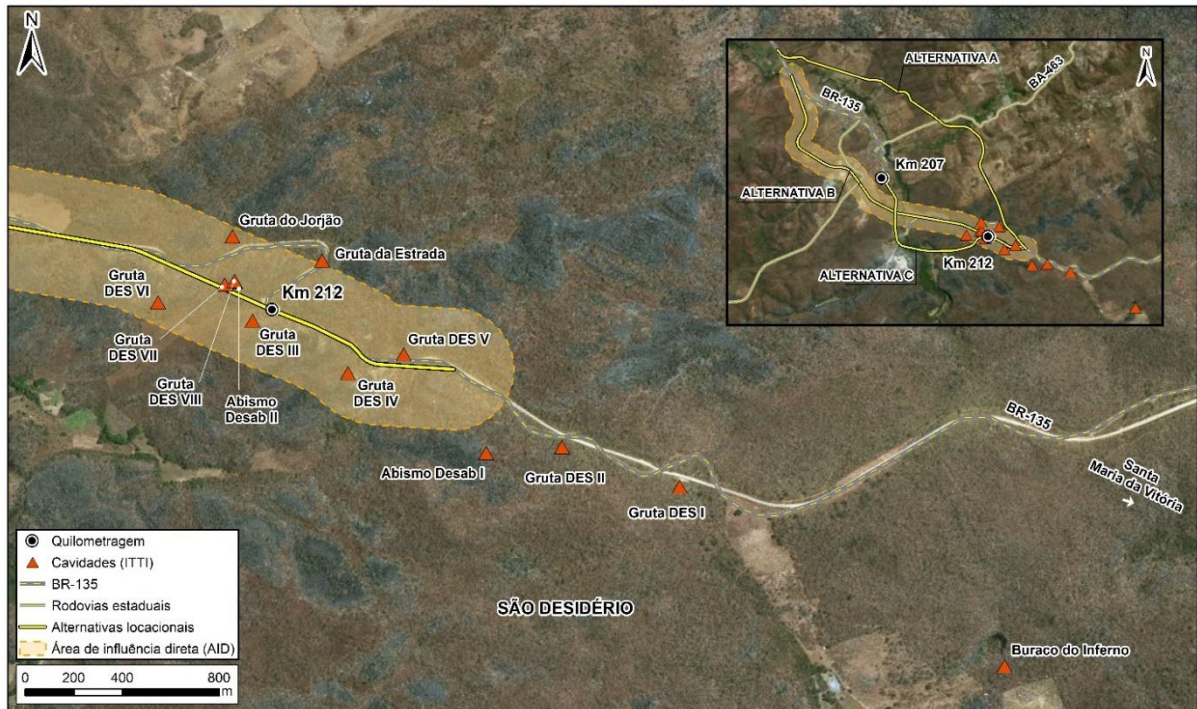 N
Gruta do Jorjão
Gruta da Estrada
Gruta
DES VI
Km 212
Gruta
DES VII
Gruta
DES III
Gruta DES V
Gruta
DES VIII
Abismo
Desab II
Gruta
DES IV
Abismo Desab I
Gruta DES II
Gruta DES I
BR-135
Santa
Maria da Vitória
SÃO DESIDÉRIO
Buraco do Inferno
N
ALTERNATIVA A
BA-463
BR-135
Km 207
ALTERNATIVA B
ALTERNATIVA C
Km 212
Quilometragem
Cavidades (ITTI)
BR-135
Rodovias estaduais
Alternativas locacionais
Área de influência direta (AID)
0 200 400 800
m